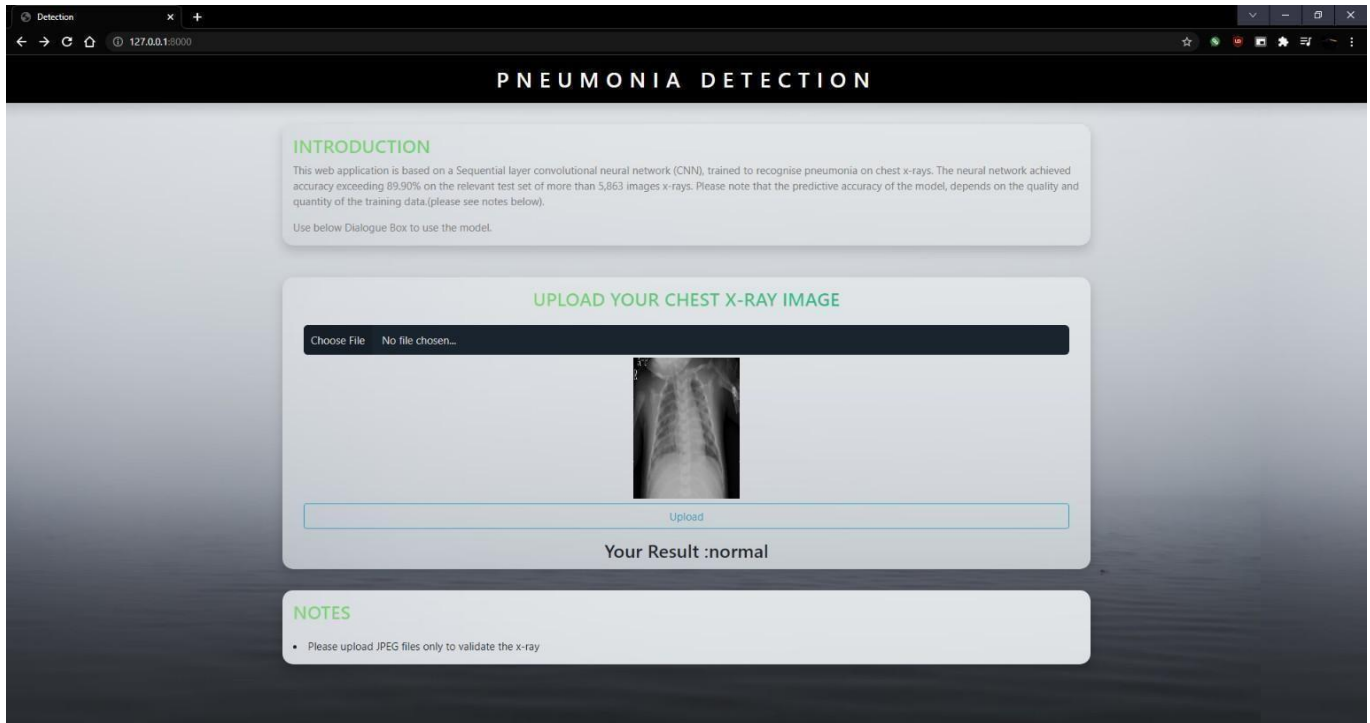 Detection
127.0.0.1:8000
PNEUMONIA DETECTION
INTRODUCTION
This web application is based on a Sequential layer convolutional neural network (CNN), trained to recognise pneumonia on chest x-rays. The neural network achieved
accuracy exceeding 89.90% on the relevant test set of more than 5,863 images x-rays. Please note that the predictive accuracy of the model, depends on the quality and
quantity of the training data.(please see notes below).
Use below Dialogue Box to use the model.
UPLOAD YOUR CHEST X-RAY IMAGE
Choose File No file chosen...
Upload
Your Result :normal
NOTES
• Please upload JPEG files only to validate the x-ray